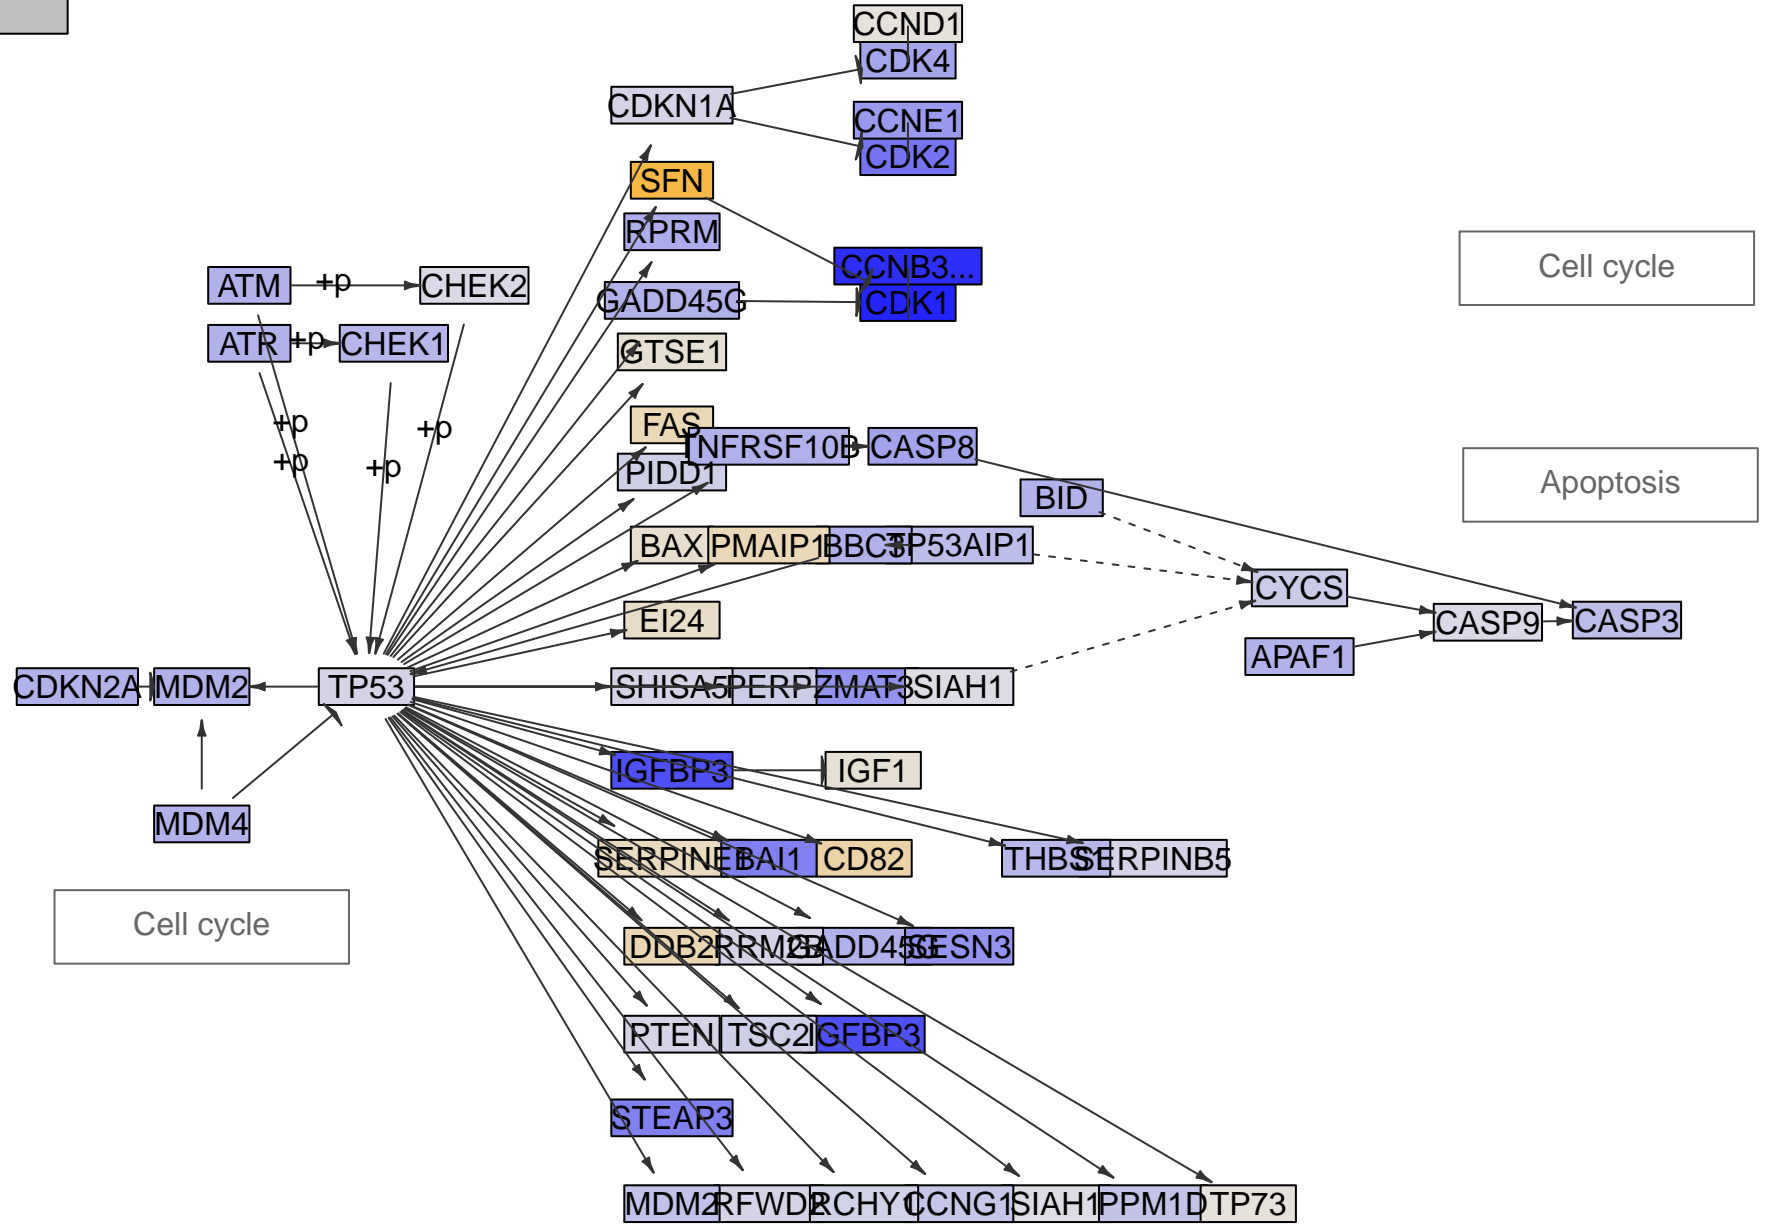 CCND1
CDK4
CDKN1A
CCNE1
CDK2
SFN
RPRM
CCNB3...
Cell cycle
ATM
+p
CHEK2
GADD45G
CDK1
ATR
+p
CHEK1
GTSE1
FAS
+p
+p
TNFRSF10B
CASP8
+p
+p
PIDD1
Apoptosis
BID
BAX
PMAIP1
BBC3
TP53AIP1
CYCS
EI24
CASP9
CASP3
APAF1
CDKN2A
MDM2
TP53
SHISA5
PERP
ZMAT3
SIAH1
IGFBP3
IGF1
MDM4
SERPINE1
BAI1
CD82
THBS1
SERPINB5
Cell cycle
DDB2
RRM2B
GADD45G
SESN3
PTEN
TSC2
IGFBP3
STEAP3
MDM2
RFWD2
RCHY1
CCNG1
SIAH1
PPM1D
TP73